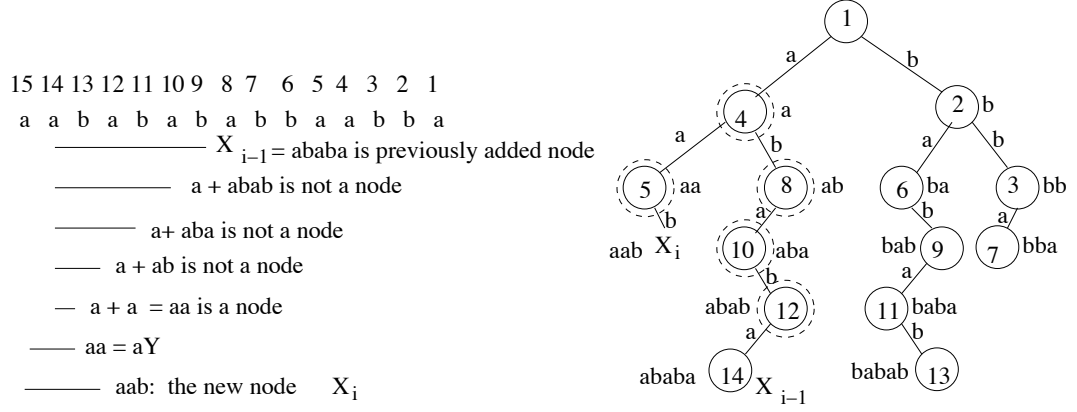 15 14 13 12 11 10 9 8 7 6 5 4 3 2 1
a a b a b a b a b b a a b b a
X i–1 = ababa is previously added node
a + abab is not a node
a+ aba is not a node
a + ab is not a node
a + a = aa is a node
aa = aY
aab: the new node X i
1
a b
4 a 2 b
a b a b
5 aa 8 ab 6 ba 3 bb
b a b a
aab X i 10 aba bab 9 7 bba
b a
abab 12 11 baba
a b
ababa 14 X i–1 babab 13